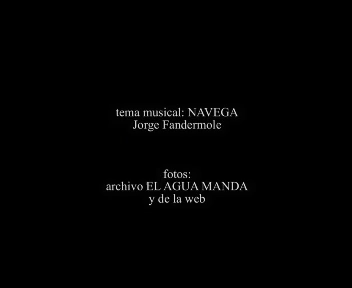 tema musical: NAVEGA
Jorge Fandermole
fotos:
archivo EL AGUA MANDA
y de la web